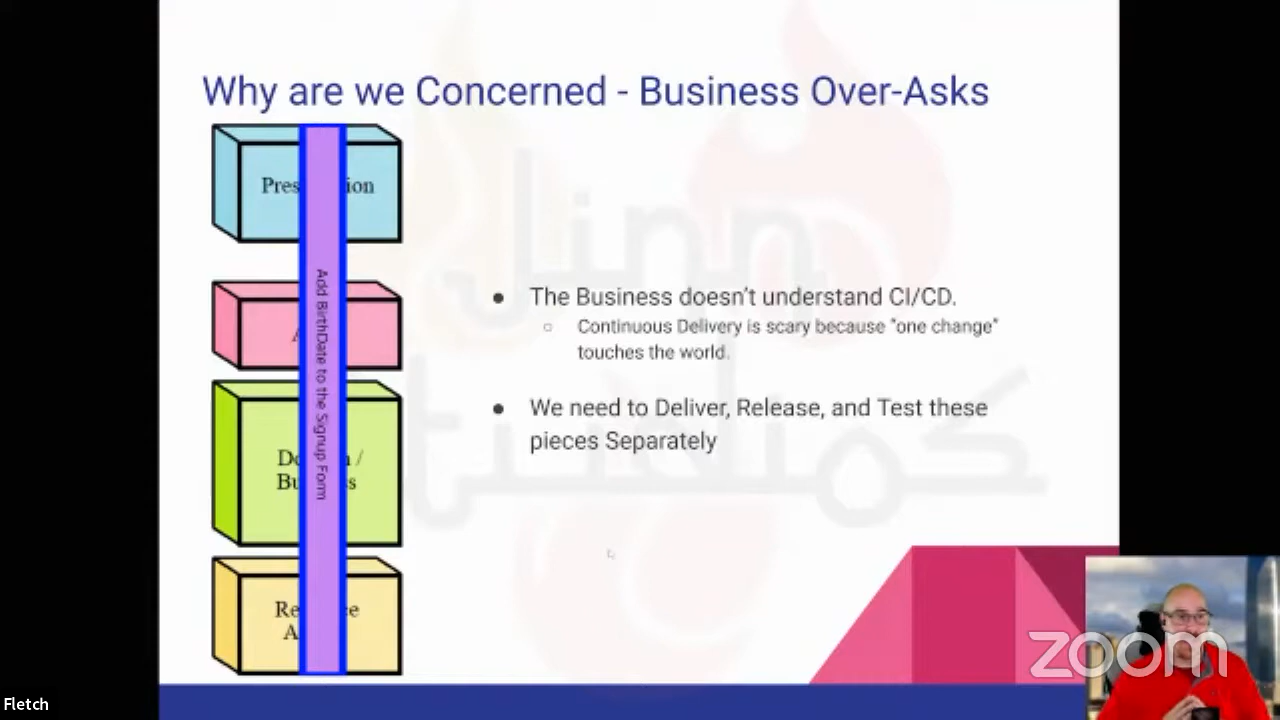 Why are we Concerned - Business Over-Asks
Add BirthDate to the Signup Form
● The Business doesn't understand CI/CD.
○ Continuous Delivery is scary because "one change"
touches the world.
● We need to Deliver, Release, and Test these
pieces Separately
Jinn
zoom
Fletch